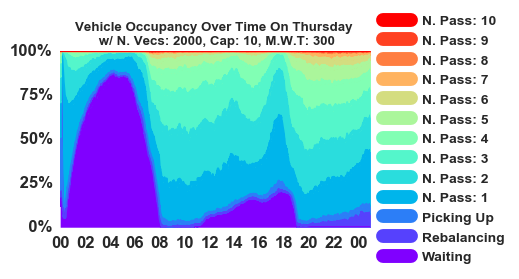 Vehicle Occupancy Over Time On Thursday
w/ N. Vecs: 2000, Cap: 10, M.W.T: 300
100%
75%
50%
25%
0%
00 02 04 06 08 10 12 14 16 18 20 22 00
N. Pass: 10
N. Pass: 9
N. Pass: 8
N. Pass: 7
N. Pass: 6
N. Pass: 5
N. Pass: 4
N. Pass: 3
N. Pass: 2
N. Pass: 1
Picking Up
Rebalancing
Waiting